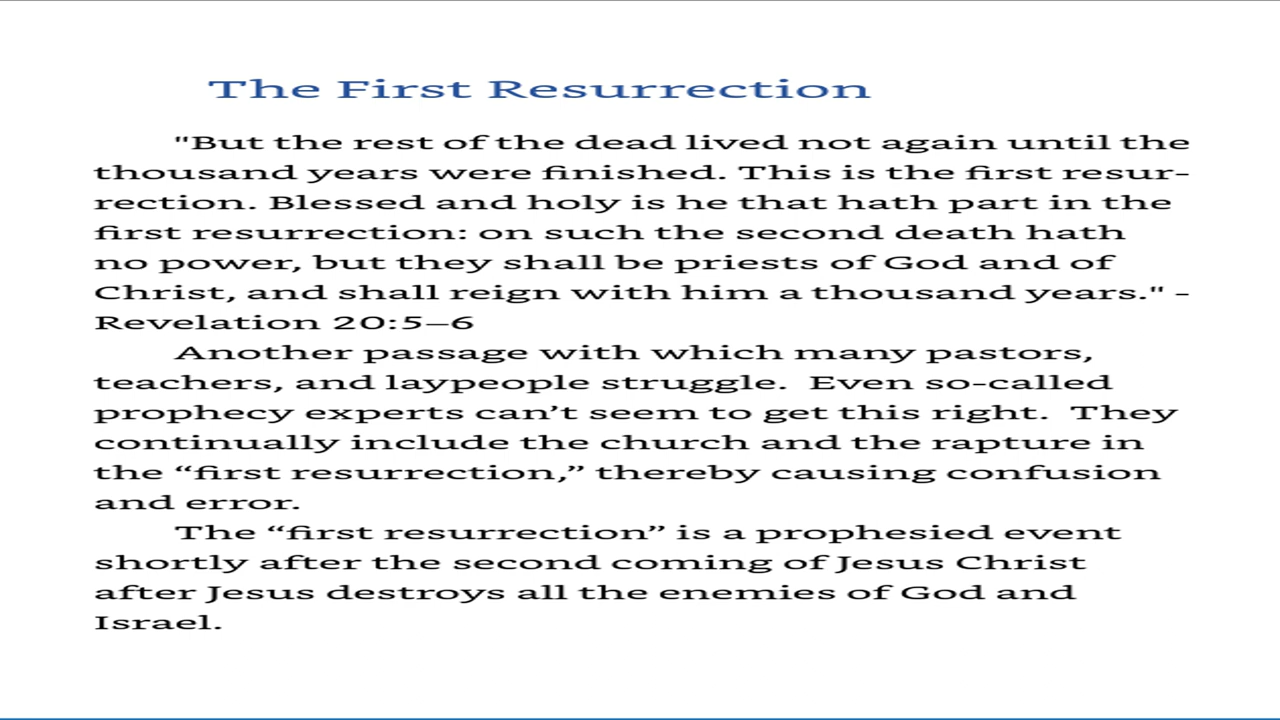 The First Resurrection
"But the rest of the dead lived not again until the
thousand years were finished. This is the first resur-
rection. Blessed and holy is he that hath part in the
first resurrection: on such the second death hath
no power, but they shall be priests of God and of
Christ, and shall reign with him a thousand years." -
Revelation 20:5–6
Another passage with which many pastors,
teachers, and laypeople struggle.  Even so-called
prophecy experts can’t seem to get this right.  They
continually include the church and the rapture in
the “first resurrection,” thereby causing confusion
and error.
The “first resurrection” is a prophesied event
shortly after the second coming of Jesus Christ
after Jesus destroys all the enemies of God and
Israel.